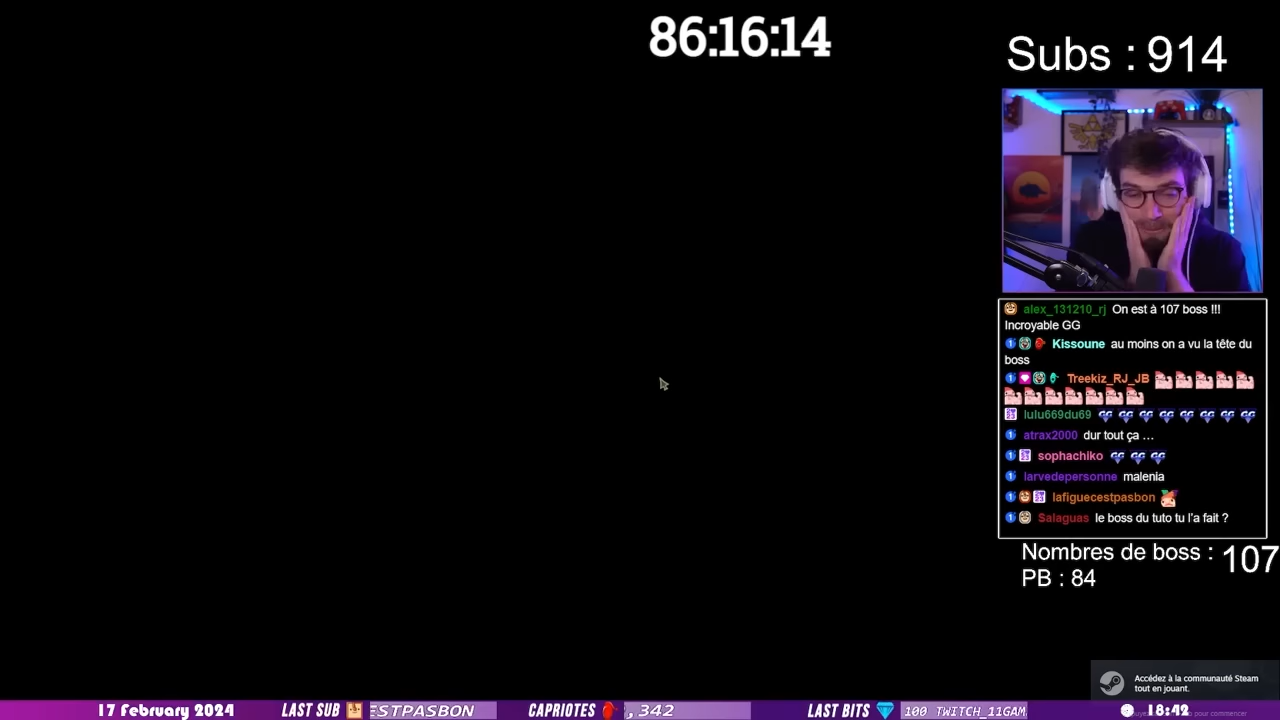 86:16:14
Subs : 914
alex_131210_rj On est à 107 boss !!!
Incroyable GG
Kissoune au moins on a vu la tête du
boss
Treekiz_RJ_JB
lulu669du69
atrax2000 dur tout ça ...
sophachiko
larvedepersonne malenia
lafiguecestpasbon
Salaguas le boss du tuto tu l'a fait ?
Nombres de boss : 107
PB : 84
Accédez à la communauté Steam
tout en jouant.
17 February 2024 LAST SUB ESTPASBON CAPRIOTES , 342 LAST BITS 100 TWITCH_11GAM 18:42